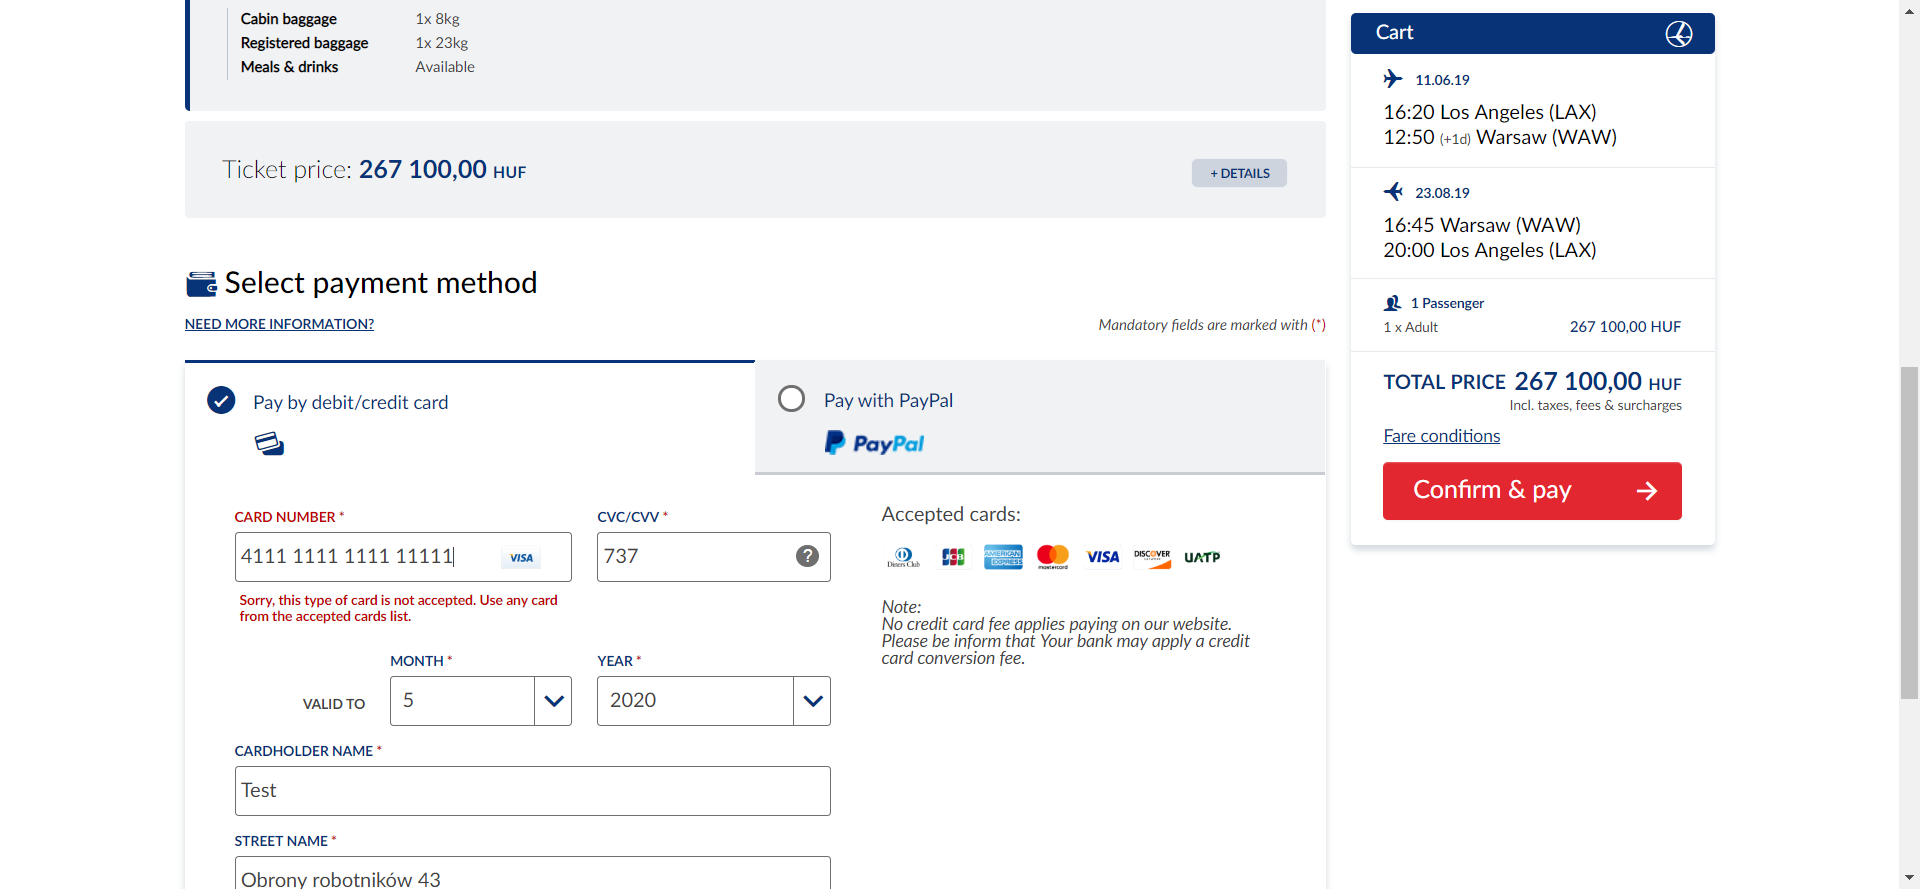 Cabin baggage 1x 8kg
Registered baggage 1x 23kg
Meals & drinks Available
Ticket price: 267 100,00 HUF
+ DETAILS
Select payment method
NEED MORE INFORMATION?
Mandatory fields are marked with (*)
Pay by debit/credit card
Pay with PayPal
PayPal
CARD NUMBER *
CVC/CVV *
4111 1111 1111 11111
VISA
737
?
Sorry, this type of card is not accepted. Use any card
from the accepted cards list.
MONTH *
YEAR *
VALID TO
5
2020
CARDHOLDER NAME *
Test
STREET NAME *
Obrony robotników 43
Accepted cards:
Diners Club
JCB
AMERICAN EXPRESS
mastercard
VISA
DISCOVER
UATP
Note:
No credit card fee applies paying on our website.
Please be inform that Your bank may apply a credit
card conversion fee.
Cart
11.06.19
16:20 Los Angeles (LAX)
12:50 (+1d) Warsaw (WAW)
23.08.19
16:45 Warsaw (WAW)
20:00 Los Angeles (LAX)
1 Passenger
1 x Adult 267 100,00 HUF
TOTAL PRICE 267 100,00 HUF
Incl. taxes, fees & surcharges
Fare conditions
Confirm & pay